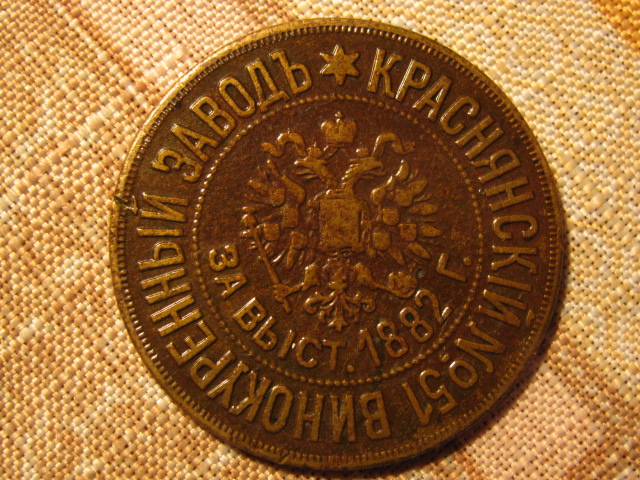 КРАСНЯНСКІЙ №51 ВИНОКУРЕННЫЙ ЗАВОДЪ
ЗА ВЫСТ. 1882 Г.